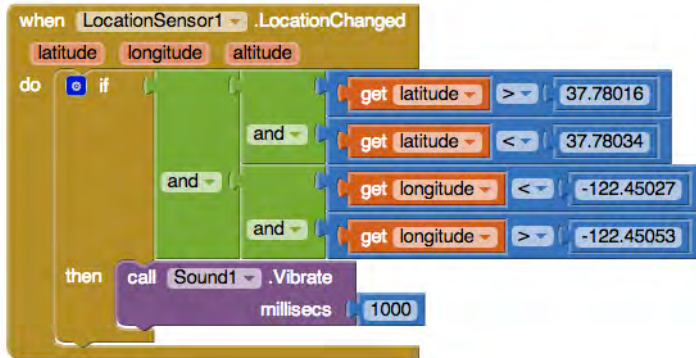 when LocationSensor1 .LocationChanged
latitude longitude altitude
do if get latitude > 37.78016
and get latitude < 37.78034
and get longitude < -122.45027
and get longitude > -122.45053
then call Sound1 .Vibrate
millisecs 1000